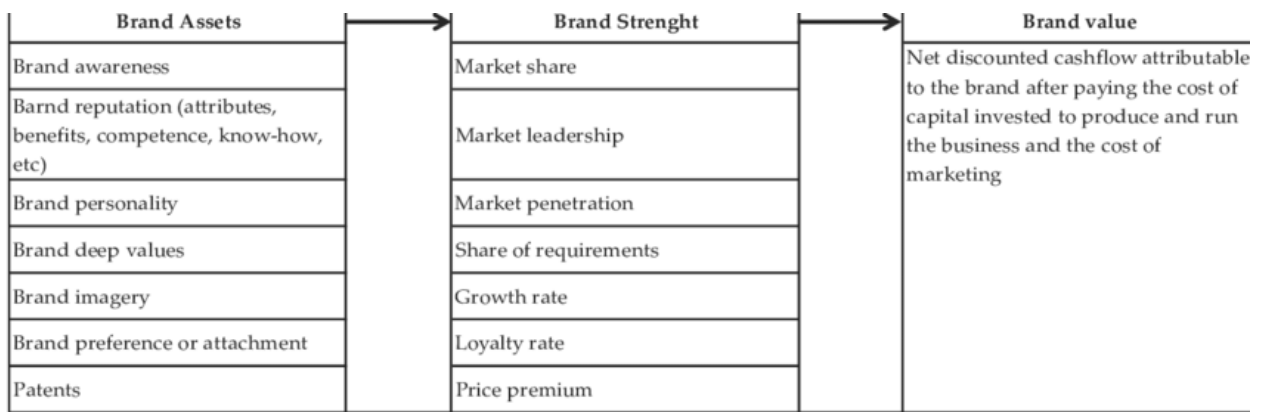 Brand Assets
Brand Strenght
Brand value
Brand awareness
Market share
Net discounted cashflow attributable
to the brand after paying the cost of
capital invested to produce and run
the business and the cost of
marketing
Barnd reputation (attributes,
benefits, competence, know-how,
etc)
Market leadership
Brand personality
Market penetration
Brand deep values
Share of requirements
Brand imagery
Growth rate
Brand preference or attachment
Loyalty rate
Patents
Price premium